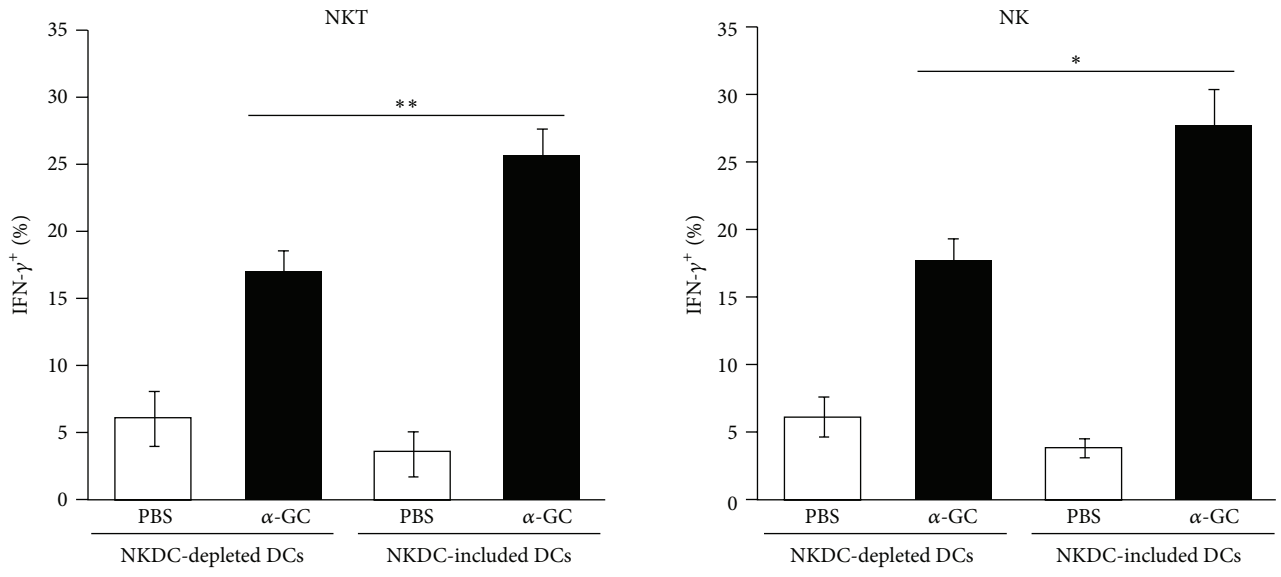 NKT
35
30
25
20
15
10
5
0
IFN-γ+ (%)
**
PBS α-GC PBS α-GC
NKDC-depleted DCs NKDC-included DCs
NK
35
30
25
20
15
10
5
0
IFN-γ+ (%)
*
PBS α-GC PBS α-GC
NKDC-depleted DCs NKDC-included DCs